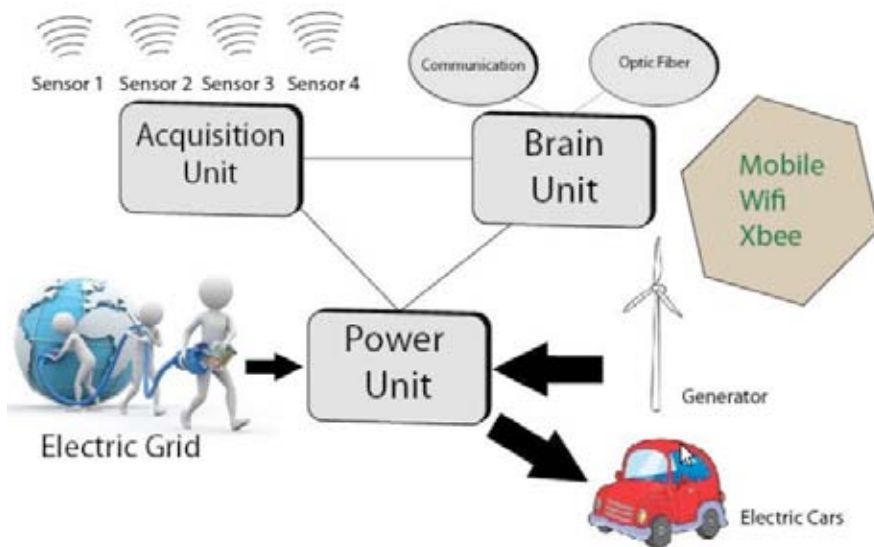 Sensor 1
Sensor 2
Sensor 3
Sensor 4
Communication
Optic Fiber
Acquisition
Unit
Brain
Unit
Mobile
Wifi
Xbee
Power
Unit
Generator
Electric Grid
Electric Cars